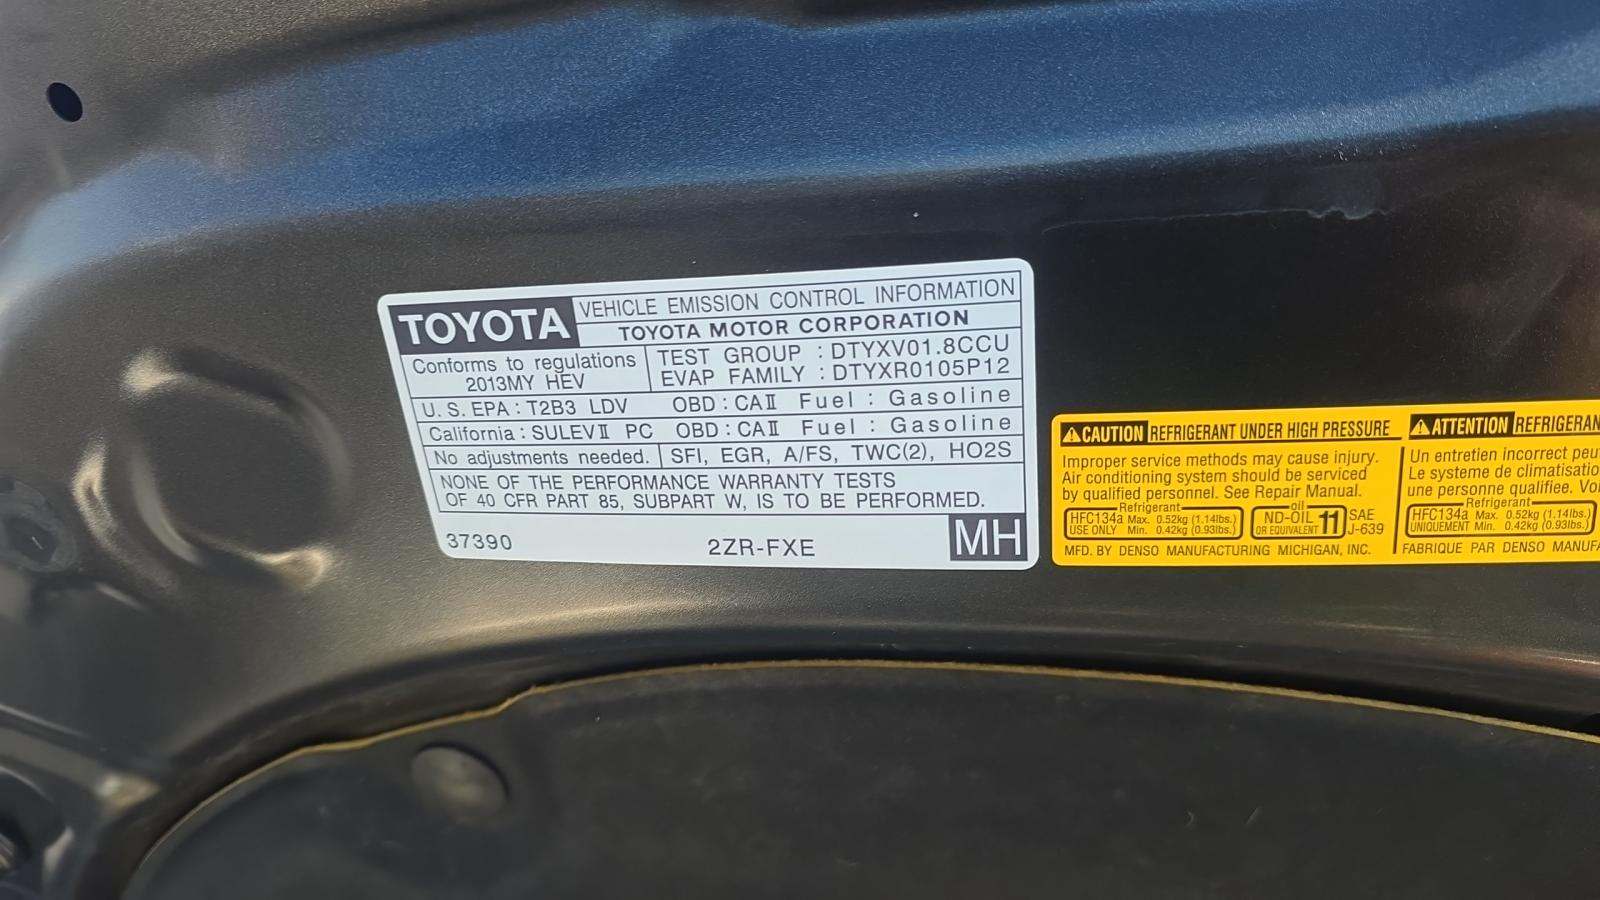 TOYOTA VEHICLE EMISSION CONTROL INFORMATION
TOYOTA MOTOR CORPORATION
Conforms to regulations
2013MY HEV
TEST GROUP : DTYXV01.8CCU
EVAP FAMILY : DTYXR0105P12
U.S. EPA : T2B3 LDV OBD : CAⅡ Fuel : Gasoline
California : SULEVⅡ PC OBD : CAⅡ Fuel : Gasoline
No adjustments needed. SFI, EGR, A/FS, TWC(2), HO2S
NONE OF THE PERFORMANCE WARRANTY TESTS
OF 40 CFR PART 85, SUBPART W, IS TO BE PERFORMED.
37390 2ZR-FXE MH
CAUTION REFRIGERANT UNDER HIGH PRESSURE
Improper service methods may cause injury.
Air conditioning system should be serviced
by qualified personnel. See Repair Manual.
Refrigerant
HFC134a Max. 0.52kg (1.14lbs.)
USE ONLY Min. 0.42kg (0.93lbs.)
oil
ND-OIL 11
OR EQUIVALENT
SAE
J-639
MFD. BY DENSO MANUFACTURING MICHIGAN, INC.
ATTENTION REFRIGERAN
Un entretien incorrect peu
Le systeme de climatisatio
une personne qualifiee. Vo
Refrigerant
HFC134a Max. 0.52kg (1.14lbs.)
UNIQUEMENT Min. 0.42kg (0.93lbs.)
FABRIQUE PAR DENSO MANUFA